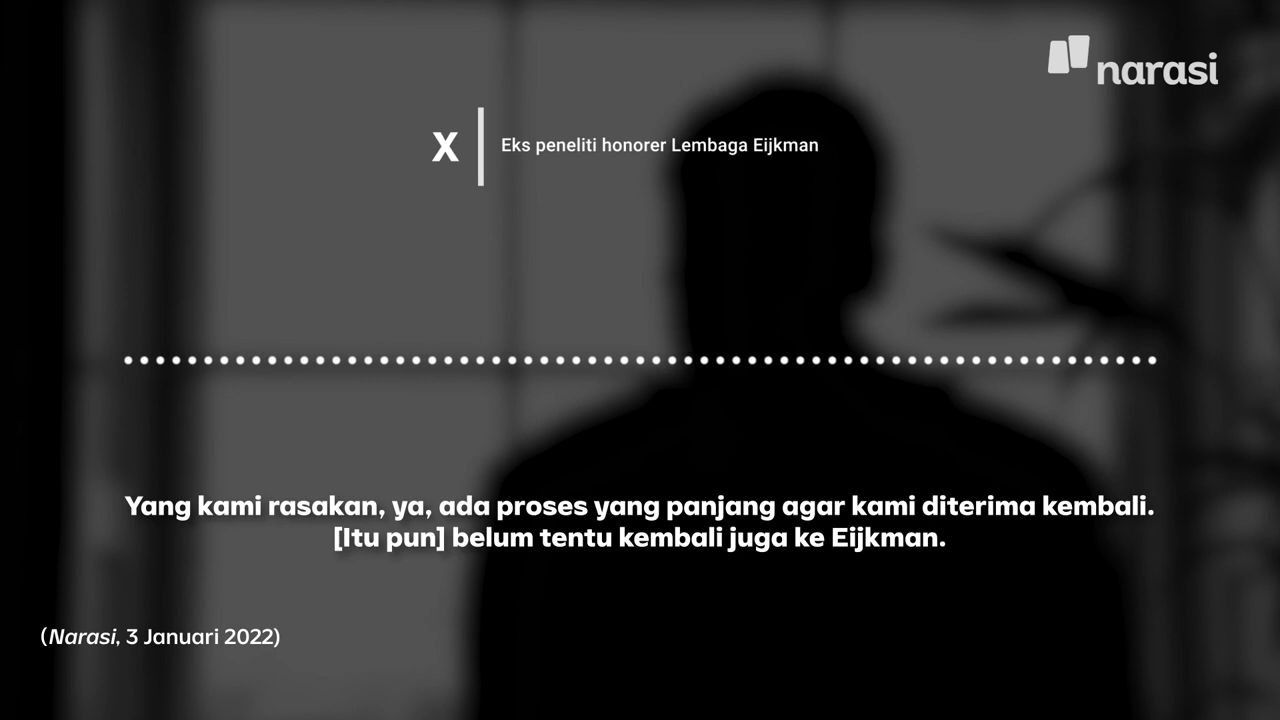 narasi
X
Eks peneliti honorer Lembaga Eijkman
Yang kami rasakan, ya, ada proses yang panjang agar kami diterima kembali.
[Itu pun] belum tentu kembali juga ke Eijkman.
(Narasi, 3 Januari 2022)